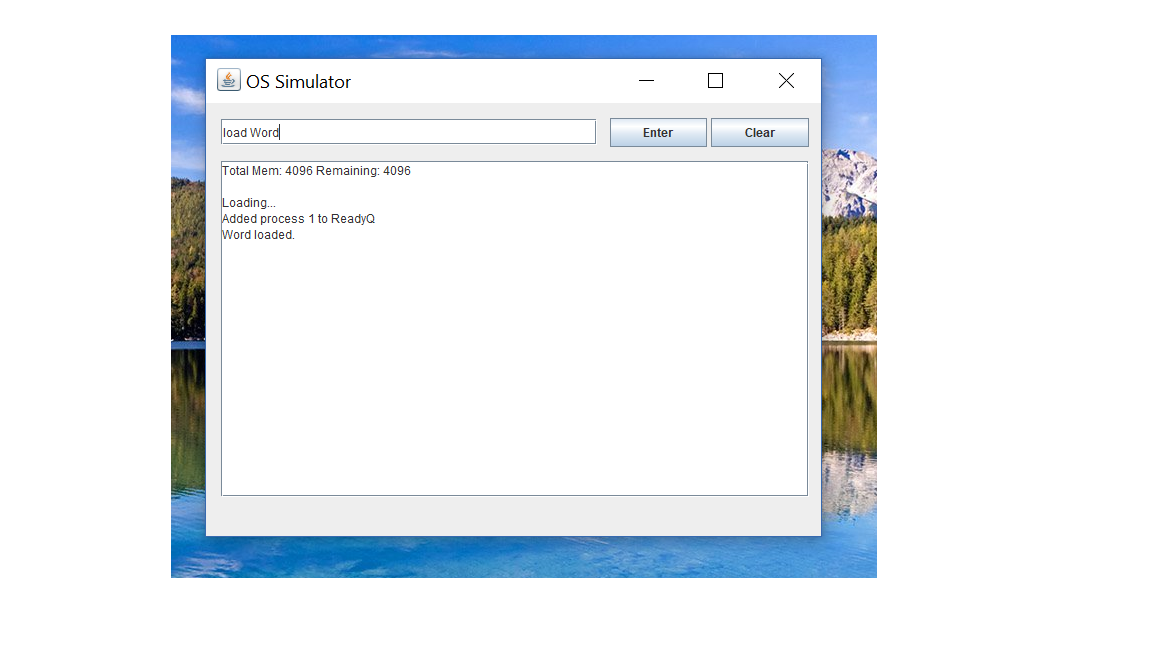 OS Simulator
load Word
Enter
Clear
Total Mem: 4096 Remaining: 4096
Loading...
Added process 1 to ReadyQ
Word loaded.